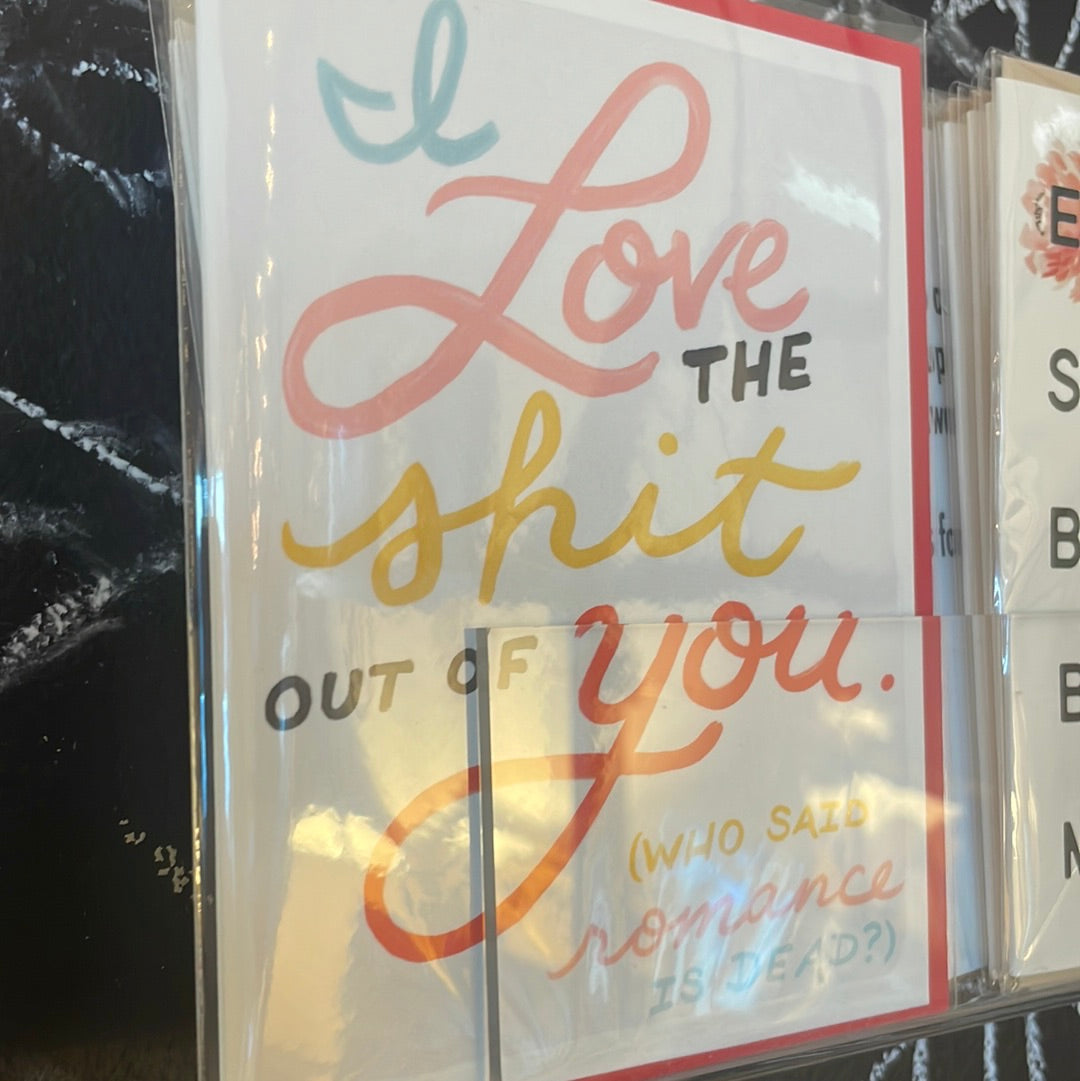 I
Love
THE
shit
OUT OF you.
(WHO SAID
romance
IS DEAD?)
E
S
B
B
M